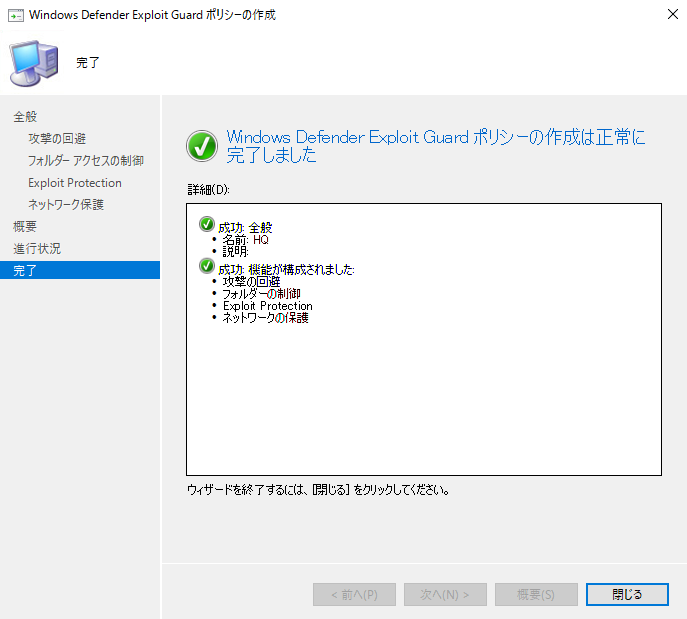 Windows Defender Exploit Guard ポリシーの作成
完了
全般
攻撃の回避
フォルダー アクセスの制御
Exploit Protection
ネットワーク保護
概要
進行状況
完了
Windows Defender Exploit Guard ポリシーの作成は正常に
完了しました
詳細(D):
成功: 全般
• 名前: HQ
• 説明:
成功: 機能が構成されました:
• 攻撃の回避
• フォルダーの制御
• Exploit Protection
• ネットワークの保護
ウィザードを終了するには、[閉じる] をクリックしてください。
< 前へ(P)
次へ(N) >
概要(S)
閉じる